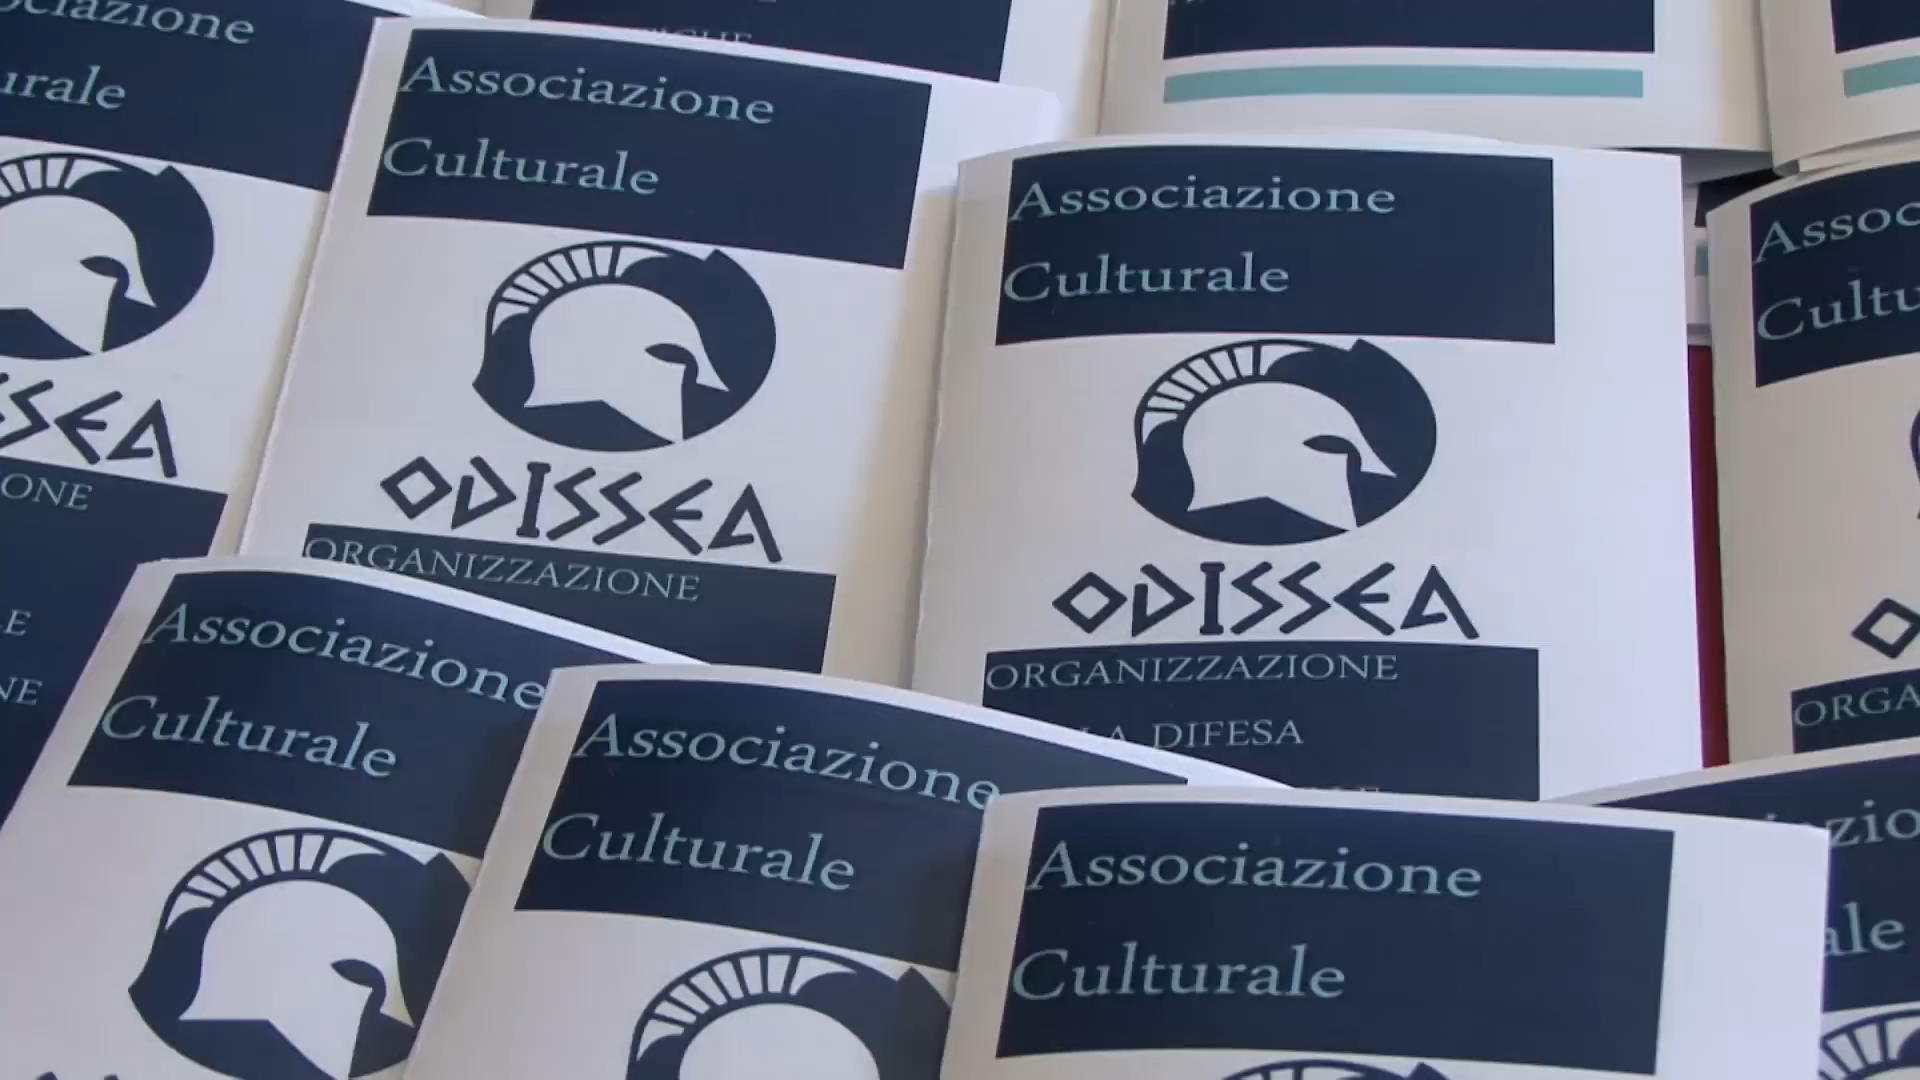 Associazione
Culturale
ODISSEA
ORGANIZZAZIONE
Associazione
Culturale
ODISSEA
ORGANIZZAZIONE
LA DIFESA
Associazione
Culturale
Associazione
Culturale
Associazione
Culturale